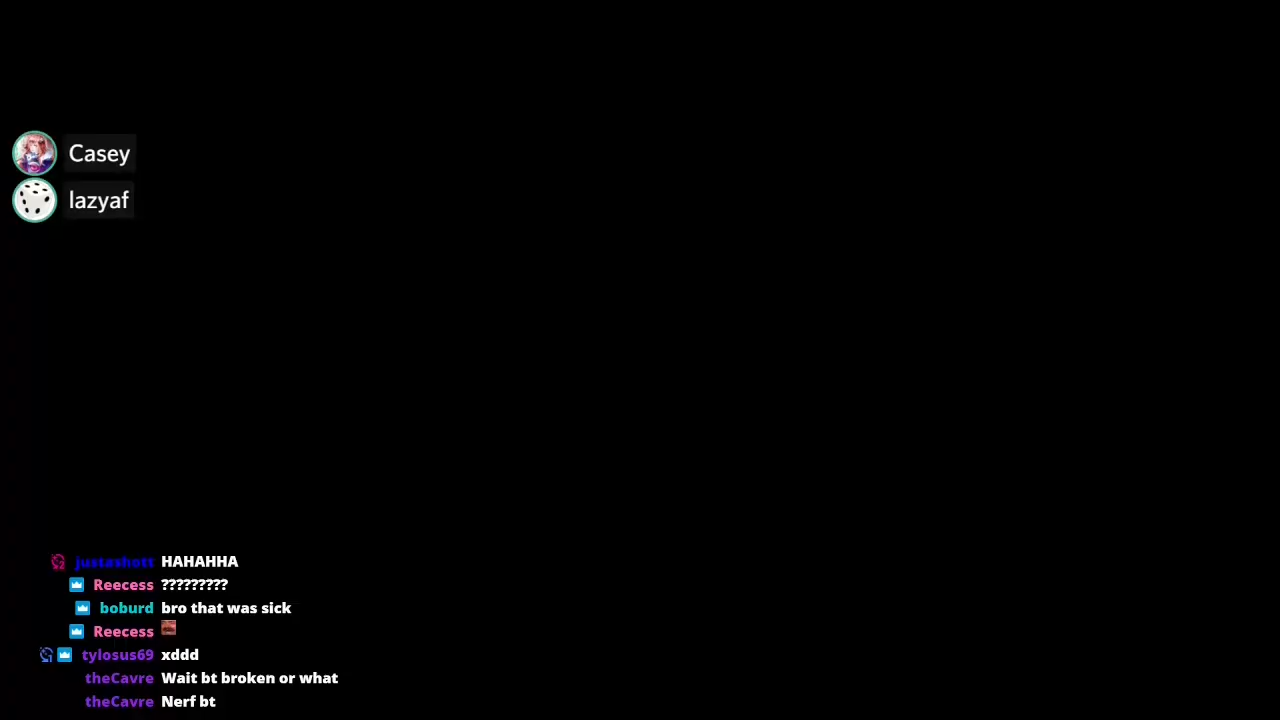 Casey
lazyaf
justashott HAHAHHA
Reecess ?????????
boburd bro that was sick
Reecess
tylosus69 xddd
theCavre Wait bt broken or what
theCavre Nerf bt